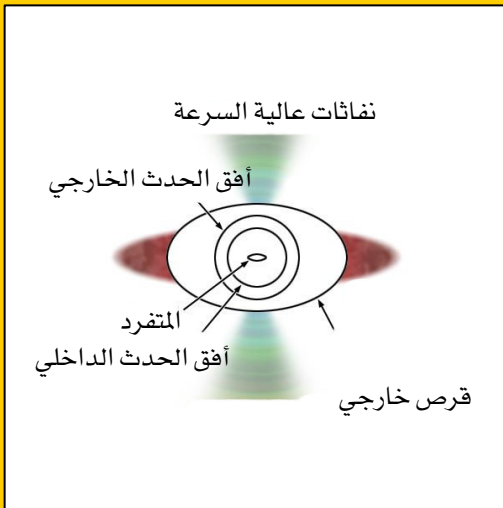 نفاثات عالية السرعة
أفق الحدث الخارجي
المتفرد
أفق الحدث الداخلي
قرص خارجي